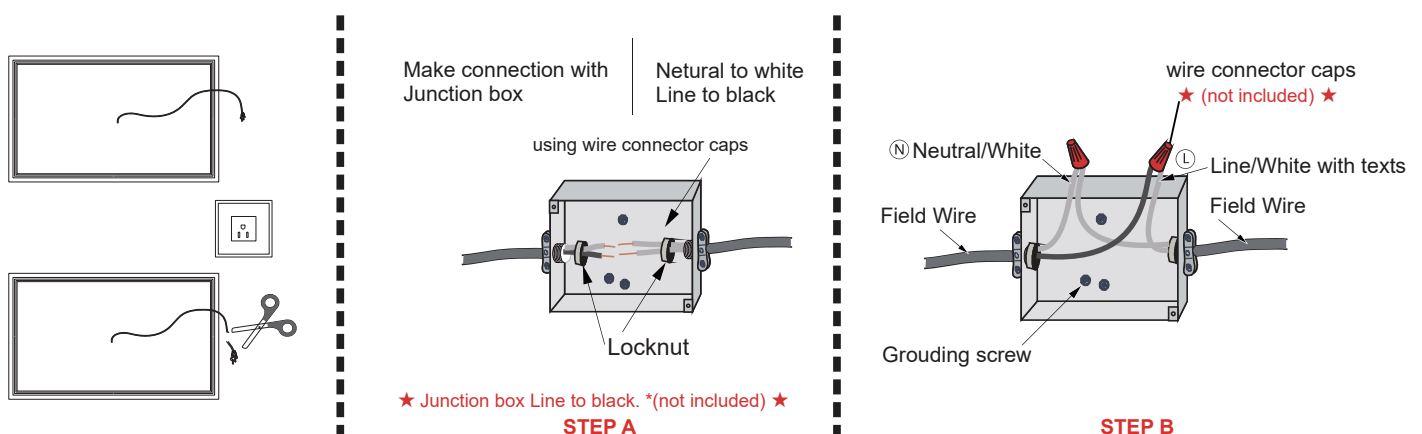 Make connection with
Junction box
Netural to white
Line to black
using wire connector caps
Locknut
★ Junction box Line to black. *(not included) ★
STEP A
wire connector caps
★ (not included) ★
Ⓝ Neutral/White
Ⓛ Line/White with texts
Field Wire
Field Wire
Grouding screw
STEP B